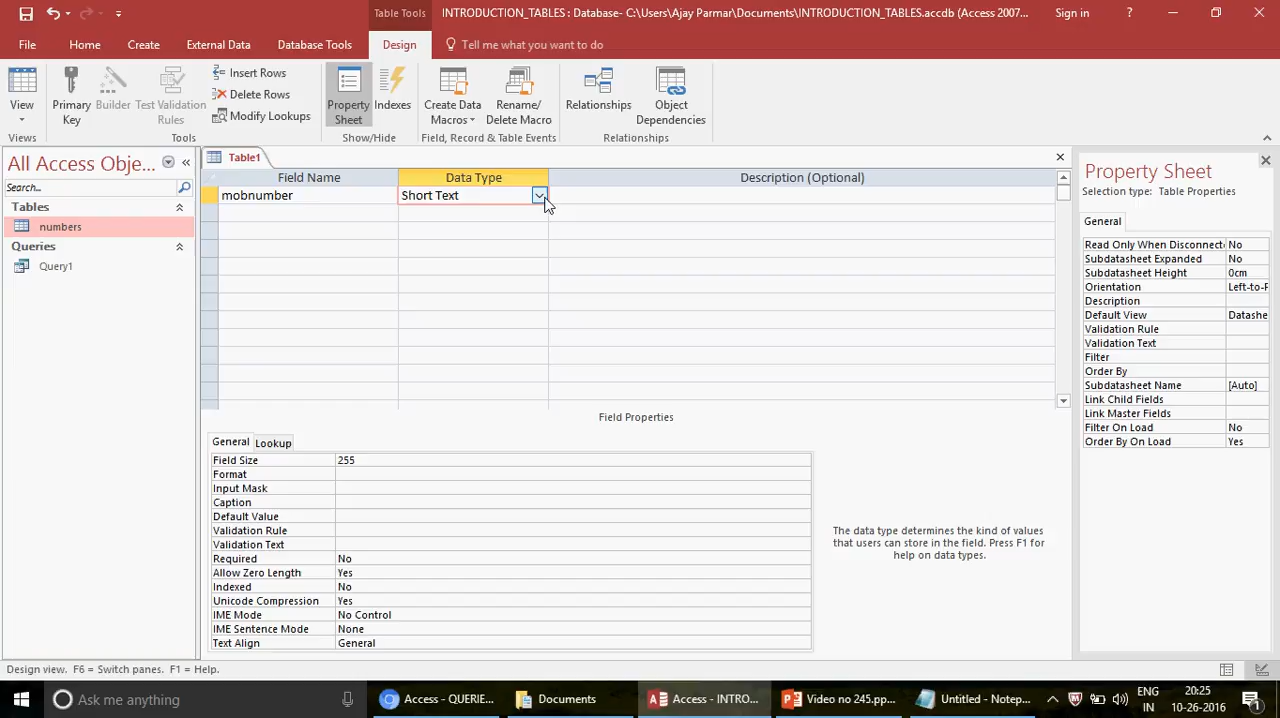 Table Tools
INTRODUCTION_TABLES : Database- C:\Users\Ajay Parmar\Documents\INTRODUCTION_TABLES.accdb (Access 2007...
Sign in
?
File
Home
Create
External Data
Database Tools
Design
Tell me what you want to do
View
Primary Key
Builder
Test Validation Rules
Insert Rows
Delete Rows
Modify Lookups
Property Sheet
Indexes
Create Data Macros
Rename/ Delete Macro
Relationships
Object Dependencies
Views
Tools
Show/Hide
Field, Record & Table Events
Relationships
All Access Obje...
Search...
Tables
numbers
Queries
Query1
Table1
Field Name
Data Type
Description (Optional)
mobnumber
Short Text
Field Properties
General
Lookup
Field Size 255
Format
Input Mask
Caption
Default Value
Validation Rule
Validation Text
Required No
Allow Zero Length Yes
Indexed No
Unicode Compression Yes
IME Mode No Control
IME Sentence Mode None
Text Align General
The data type determines the kind of values
that users can store in the field. Press F1 for
help on data types.
Property Sheet
Selection type: Table Properties
General
Read Only When Disconnect No
Subdatasheet Expanded No
Subdatasheet Height 0cm
Orientation Left-to-F
Description
Default View Datashe
Validation Rule
Validation Text
Filter
Order By
Subdatasheet Name [Auto]
Link Child Fields
Link Master Fields
Filter On Load No
Order By On Load Yes
Design view. F6 = Switch panes. F1 = Help.
Ask me anything
Access - QUERIE...
Documents
Access - INTRO...
Video no 245.pp...
Untitled - Notep...
ENG
IN
20:25
10-26-2016
1